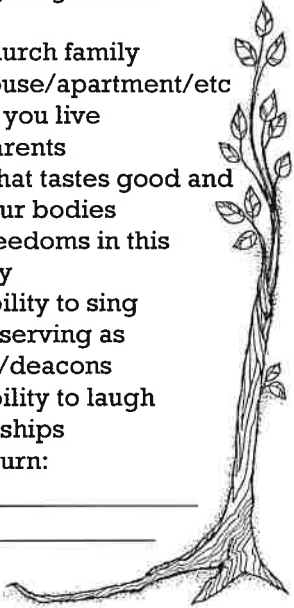 urch family
ouse/apartment/etc
you live
arents
hat tastes good and
ur bodies
eedoms in this
y
bility to sing
serving as
/deacons
bility to laugh
ships
urn: